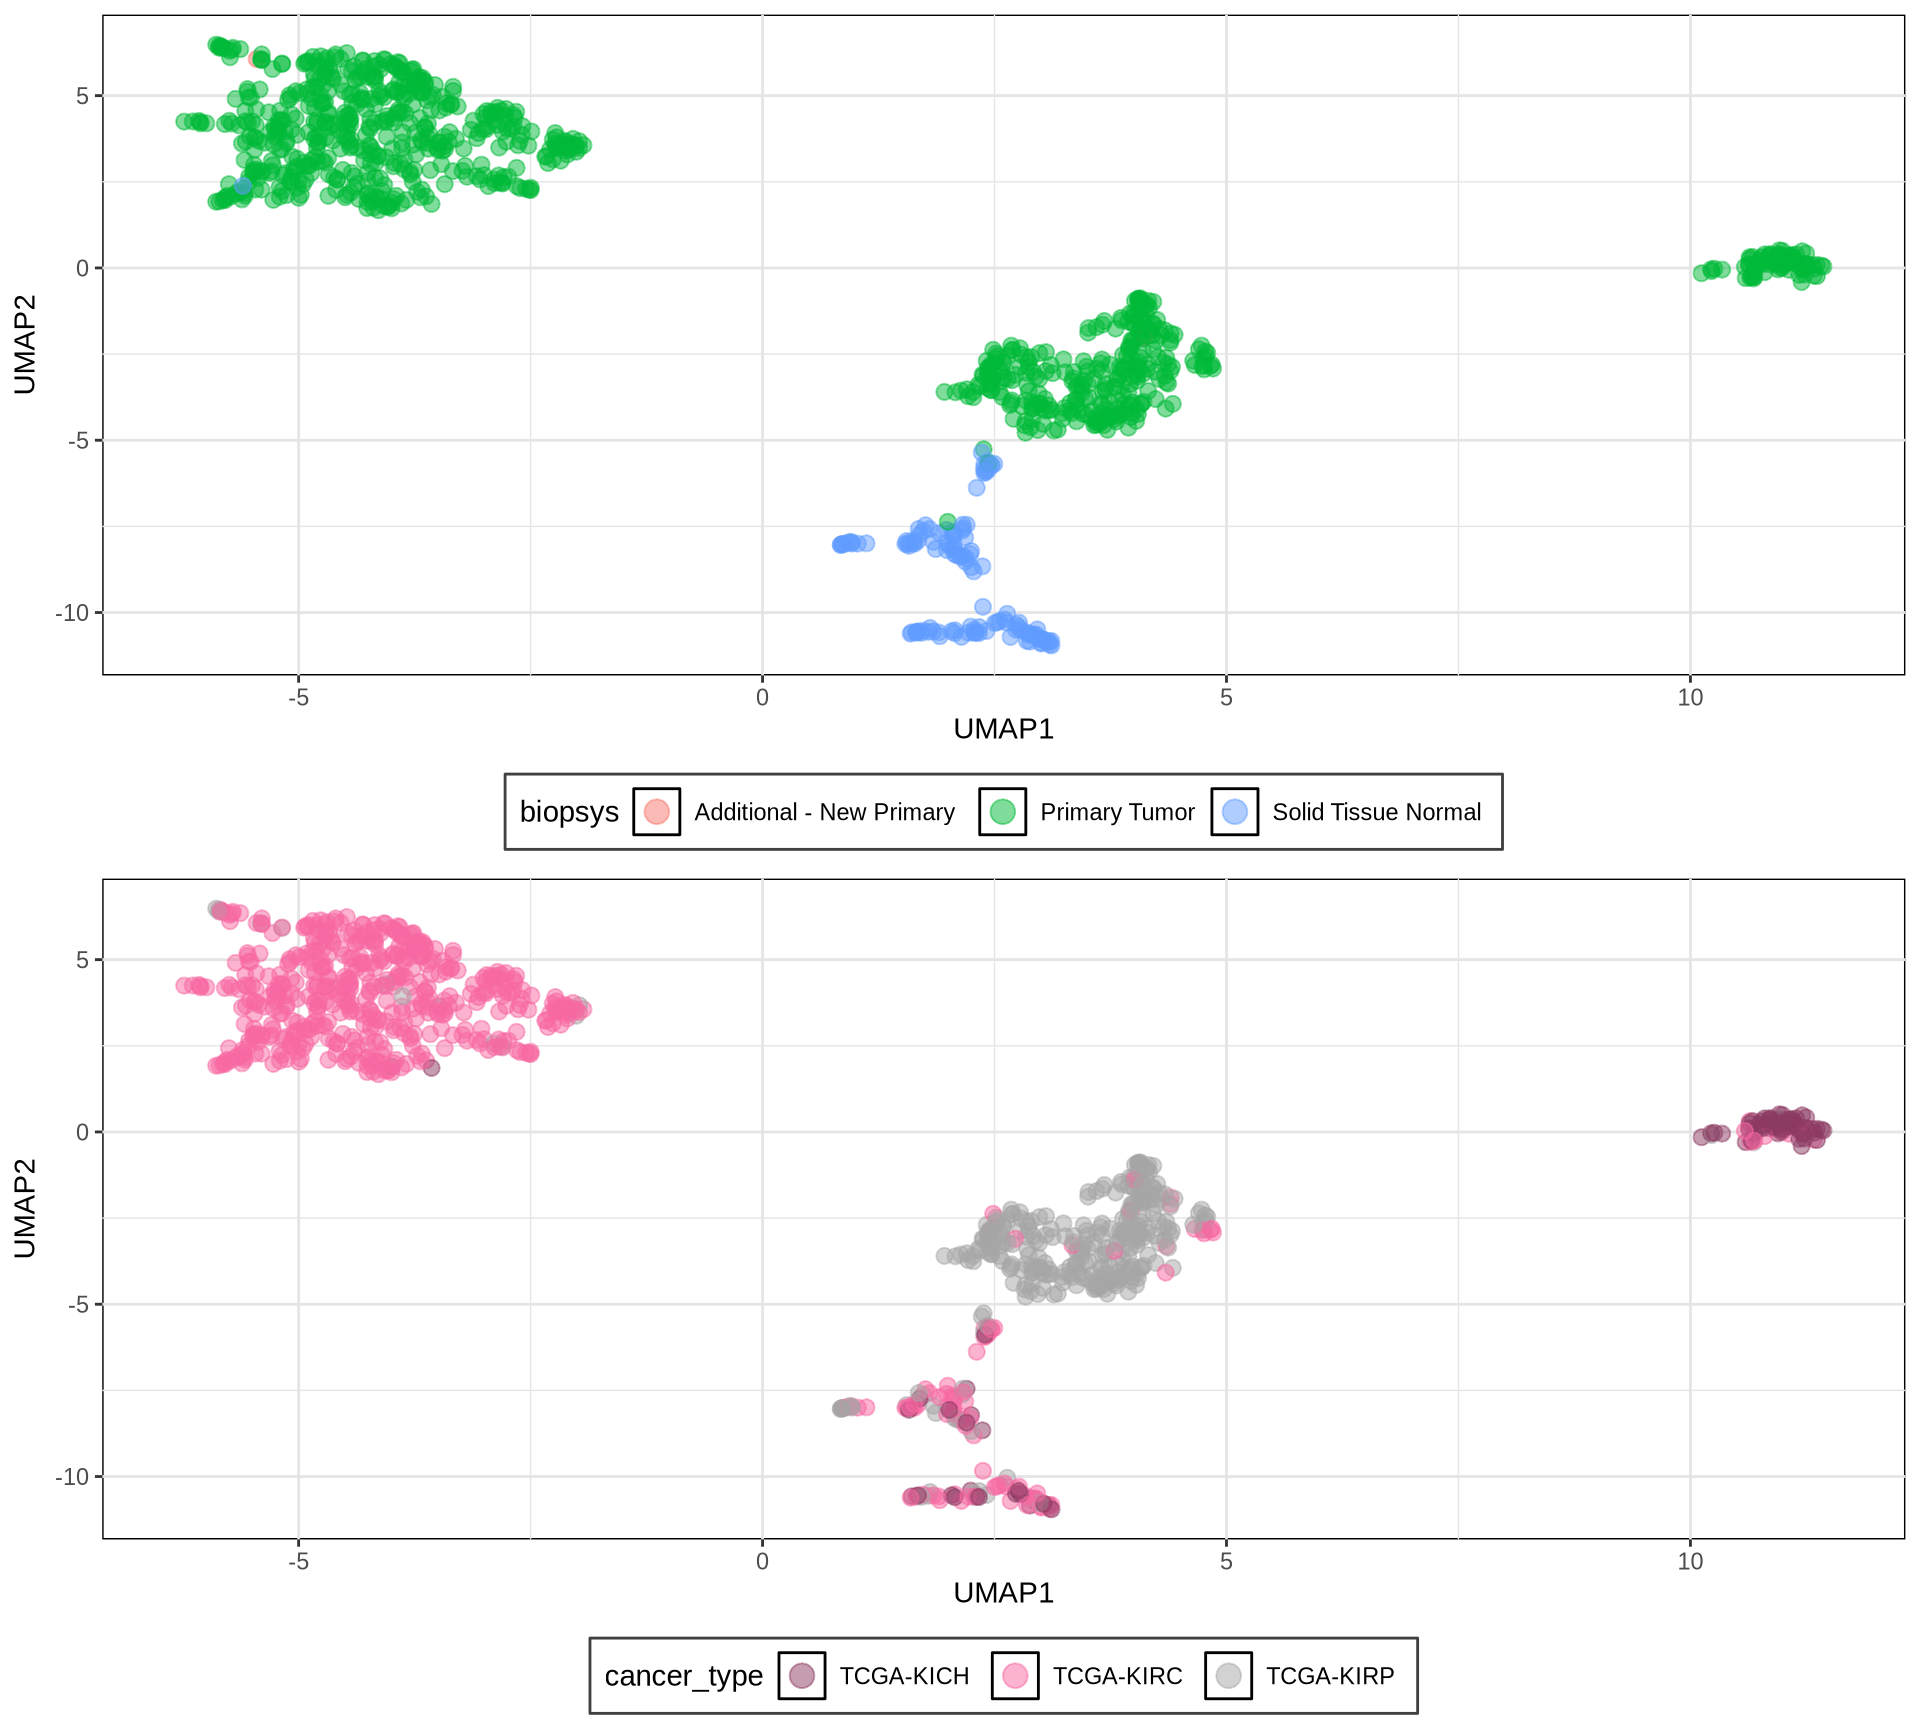 5
0
-5
-10
UMAP2
-5 0 5 10
UMAP1
biopsys Additional - New Primary Primary Tumor Solid Tissue Normal
5
0
-5
-10
UMAP2
-5 0 5 10
UMAP1
cancer_type TCGA-KICH TCGA-KIRC TCGA-KIRP